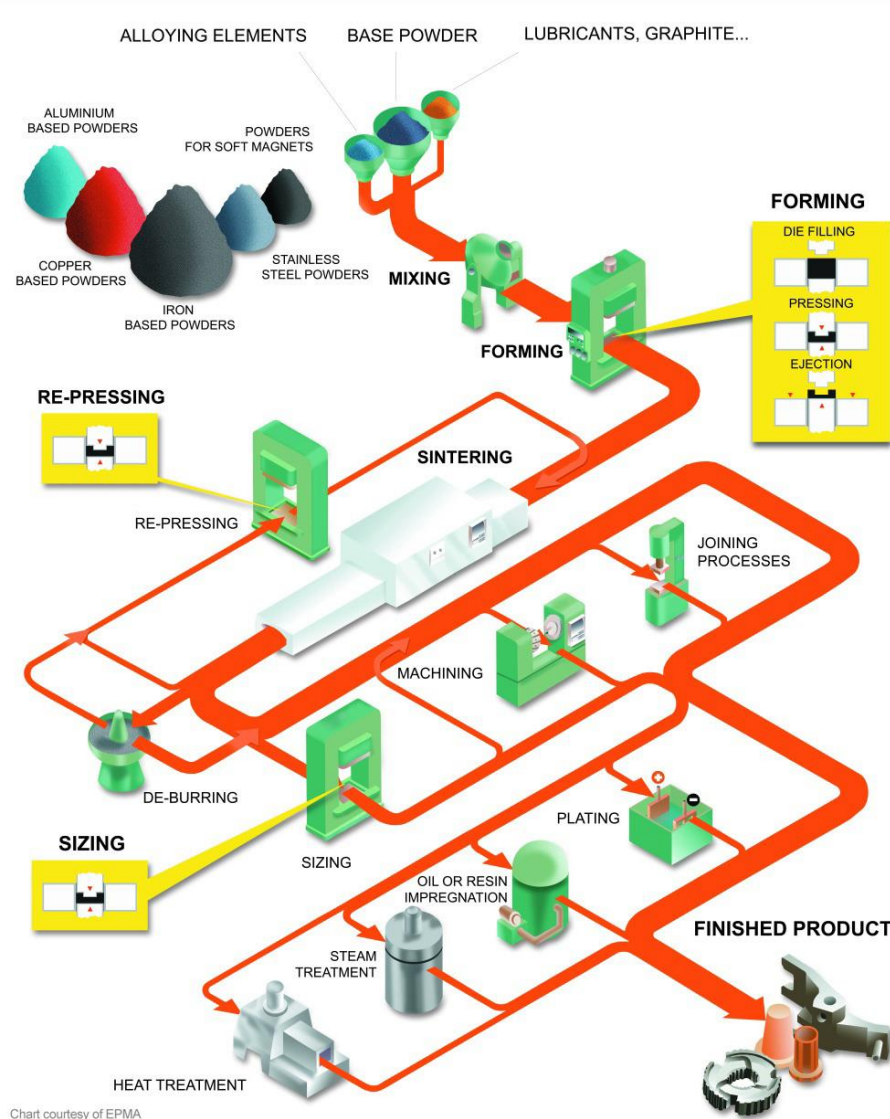 ALLOYING ELEMENTS
BASE POWDER
LUBRICANTS, GRAPHITE...
ALUMINIUM
BASED POWDERS
POWDERS
FOR SOFT MAGNETS
COPPER
BASED POWDERS
STAINLESS
STEEL POWDERS
IRON
BASED POWDERS
MIXING
FORMING
FORMING
DIE FILLING
PRESSING
EJECTION
RE-PRESSING
RE-PRESSING
SINTERING
JOINING
PROCESSES
MACHINING
DE-BURRING
SIZING
SIZING
PLATING
OIL OR RESIN
IMPREGNATION
STEAM
TREATMENT
HEAT TREATMENT
FINISHED PRODUCT
Chart courtesy of EPMA